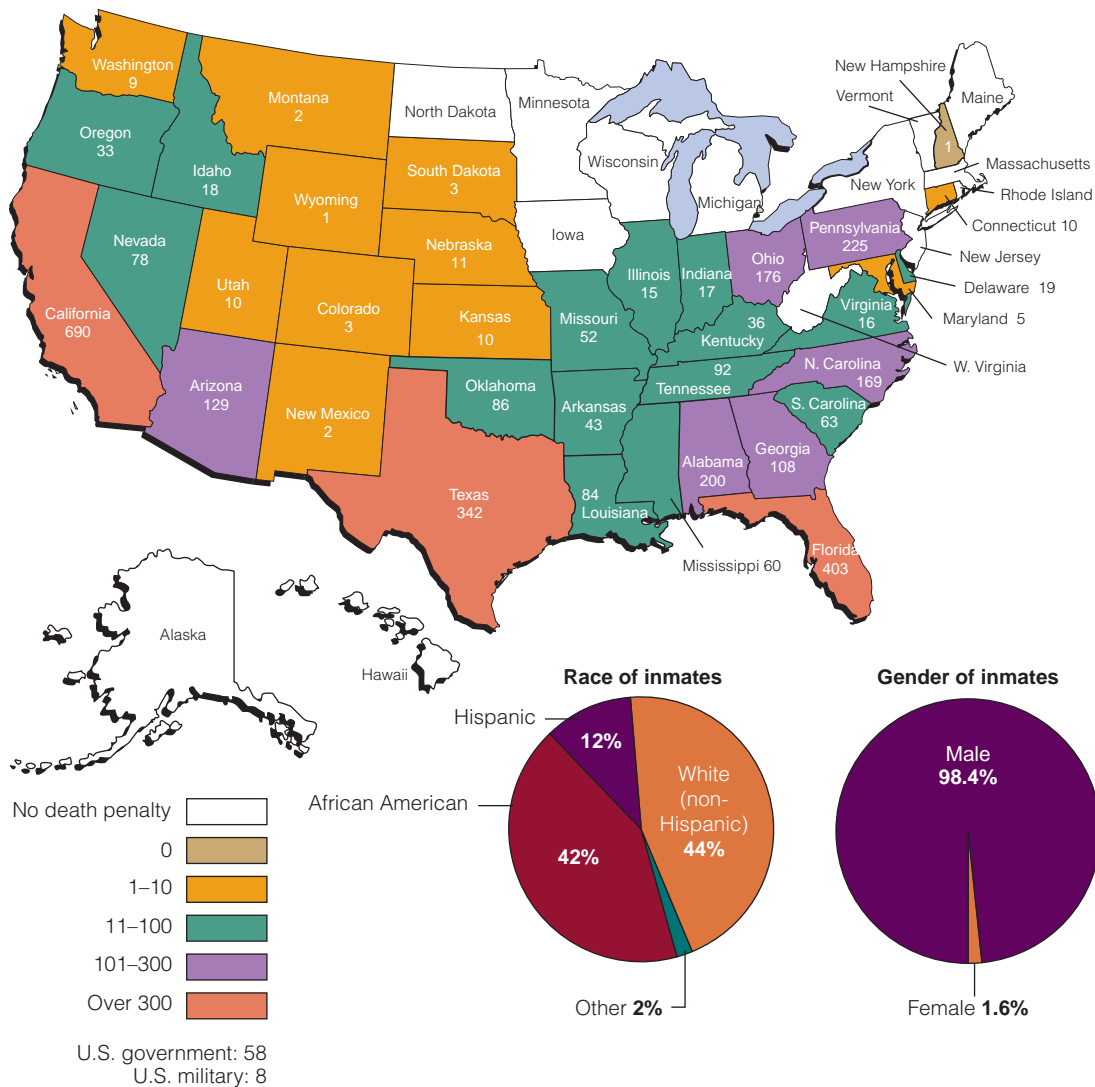 Washington
9
Montana
2
North Dakota
Minnesota
New Hampshire
Vermont
Maine
1
Oregon
33
Idaho
18
Wyoming
1
South Dakota
3
Wisconsin
Michigan
New York
Massachusetts
Rhode Island
Connecticut 10
New Jersey
Delaware 19
Maryland 5
W. Virginia
Nevada
78
Utah
10
Colorado
3
Nebraska
11
Iowa
Illinois
15
Indiana
17
Ohio
176
Pennsylvania
225
California
690
Kansas
10
Missouri
52
36
Kentucky
Virginia
16
Arizona
129
New Mexico
2
Oklahoma
86
Arkansas
43
92
Tennessee
N. Carolina
169
S. Carolina
63
Texas
342
84
Louisiana
Alabama
200
Georgia
108
Mississippi 60
Florida
403
Alaska
Hawaii
Race of inmates
Hispanic
12%
African American
42%
White
(non-
Hispanic)
44%
Other 2%
Gender of inmates
Male
98.4%
Female 1.6%
No death penalty
0
1–10
11–100
101–300
Over 300
U.S. government: 58
U.S. military: 8